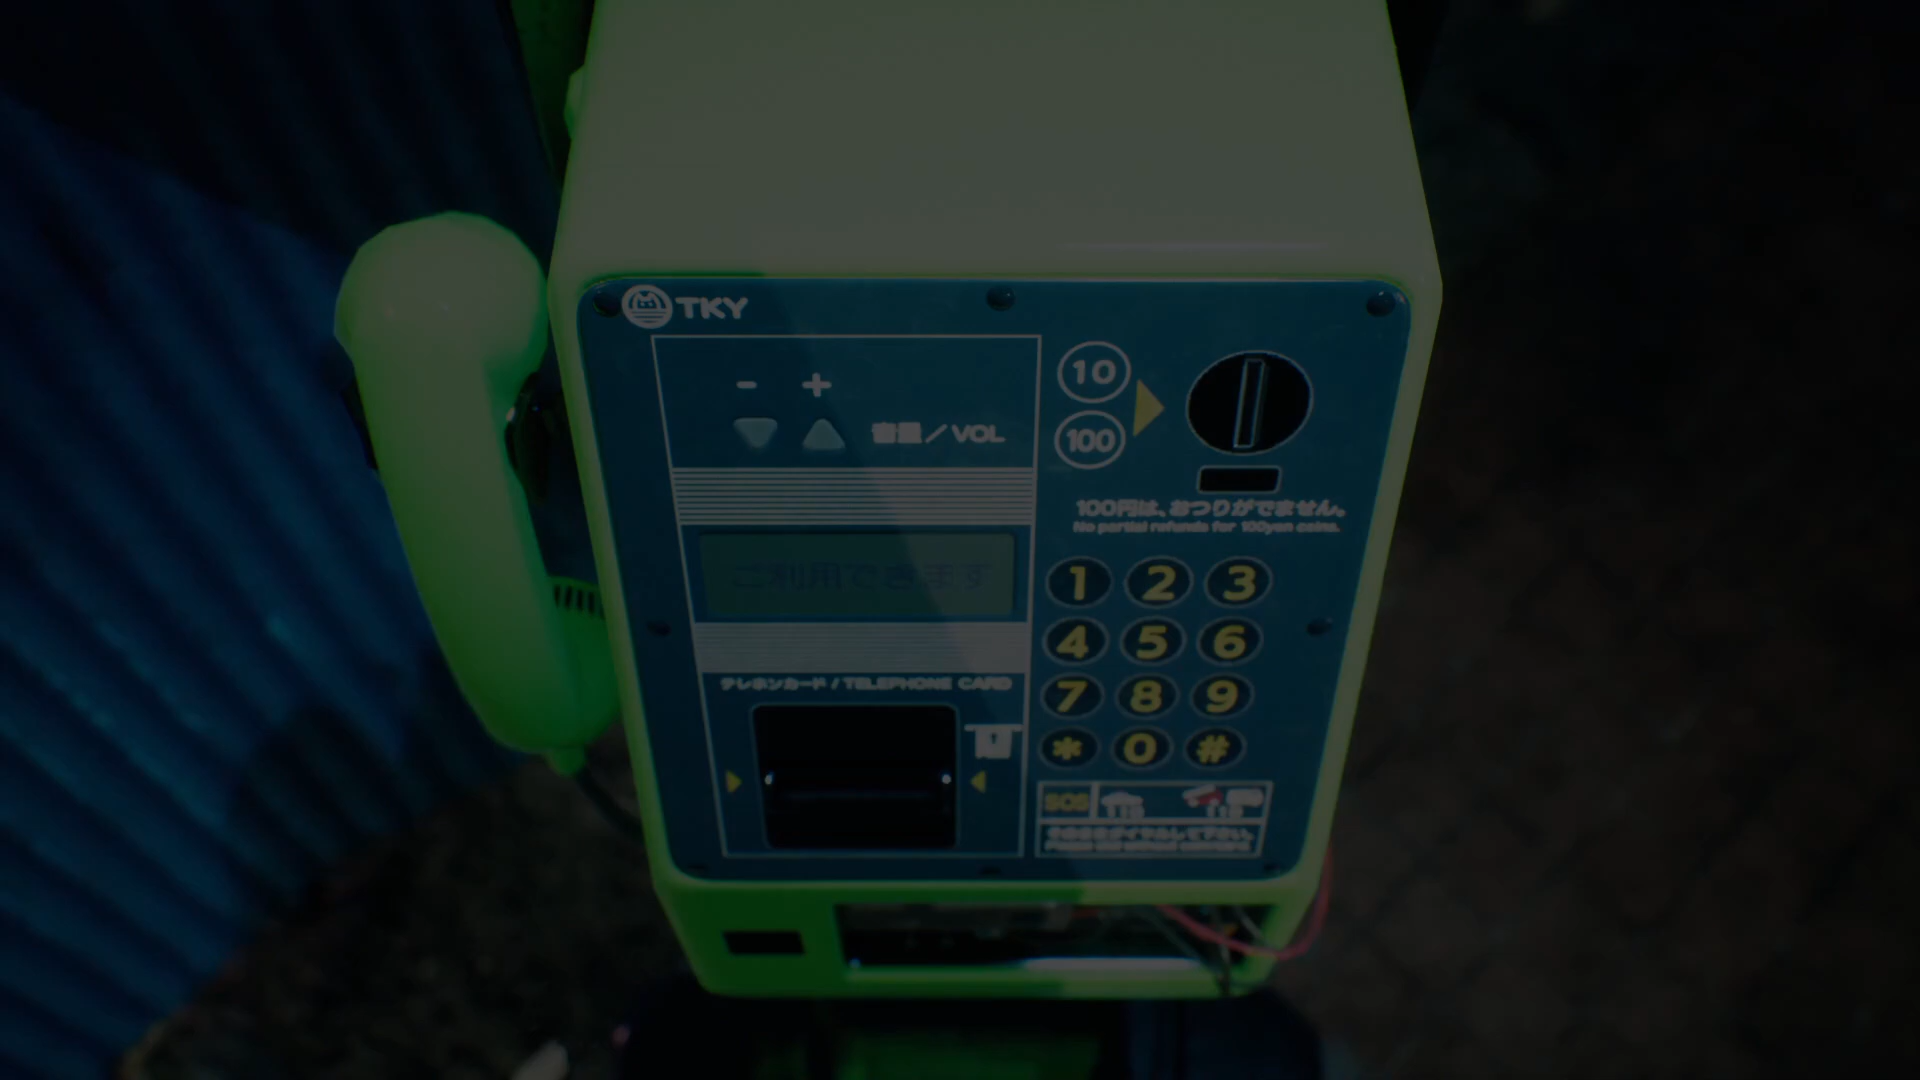 TKY
- +
音量/VOL
10
100
100円は、おつりがでません。
No partial refunds for 100yen coins.
ご利用できます
テレホンカード / TELEPHONE CARD
1 2 3
4 5 6
7 8 9
* 0 #
SOS
110 119